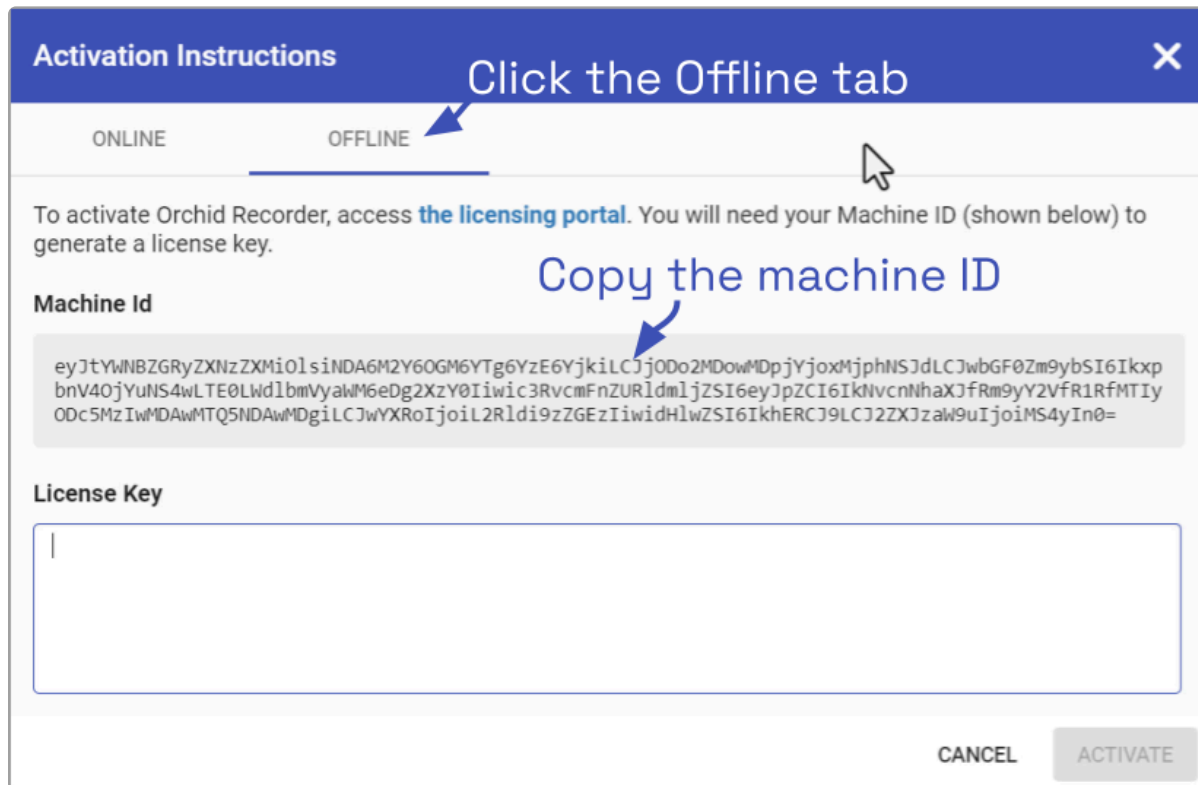 Activation Instructions
Click the Offline tab
ONLINE OFFLINE
To activate Orchid Recorder, access the licensing portal. You will need your Machine ID (shown below) to
generate a license key.
Copy the machine ID
Machine Id
eyJtYWNBZGRyZXNzZXMiOlsiNDA6M2Y6OGM6YTg6YzE6YjkiLCJjODo2MDowMDpjYjoxMjphNSJdLCJwbGF0Zm9ybSI6Ikxp
bnV4OjYuNS4wLTE0LWdlbmVyaWM6eDg2XzY0Iiwic3RvcmFnZURldmljZSI6eyJpZCI6IkNvcnNhaXJfRm9yY2VfR1RfMTIy
ODc5MzIwMDAwMTQ5NDAwMDgiLCJwYXRoIjoiL2Rldi9zZGEzIiwidHlwZSI6IkhERCJ9LCJ2ZXJzaW9uIjoiMS4yIn0=
License Key
CANCEL ACTIVATE